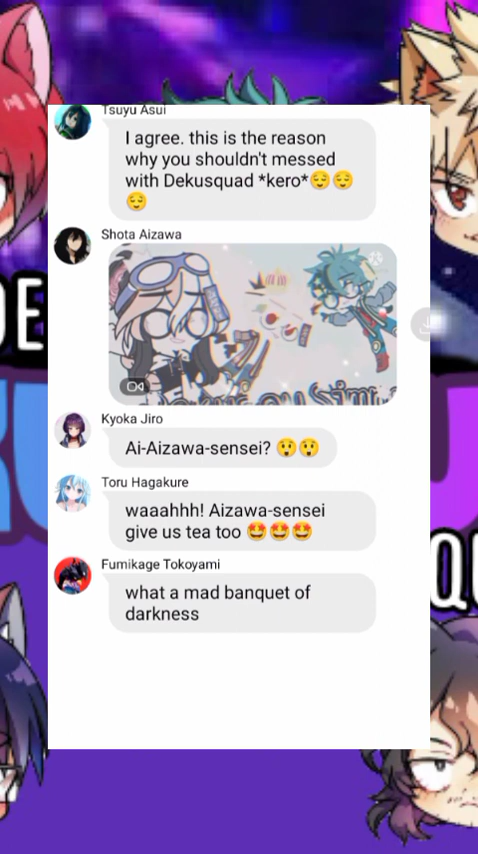 Tsuyu Asui
I agree. this is the reason
why you shouldn't messed
with Dekusquad *kero*😌😌
😌
Shota Aizawa
Kyoka Jiro
Ai-Aizawa-sensei? 😲😲
Toru Hagakure
waaahhh! Aizawa-sensei
give us tea too 🤩🤩🤩
Fumikage Tokoyami
what a mad banquet of
darkness